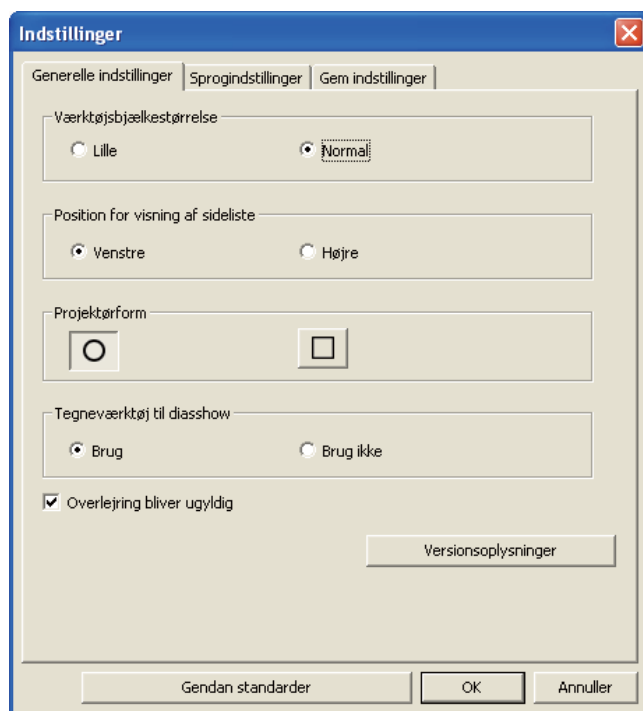 Indstillinger
Generelle indstillinger Sprogindstillinger Gem indstillinger
Værktøjsbjælkestørrelse
Lille Normal
Position for visning af sideliste
Venstre Højre
Projektørform
Tegneværktøj til diasshow
Brug Brug ikke
Overlejring bliver ugyldig
Versionsoplysninger
Gendan standarder OK Annuller